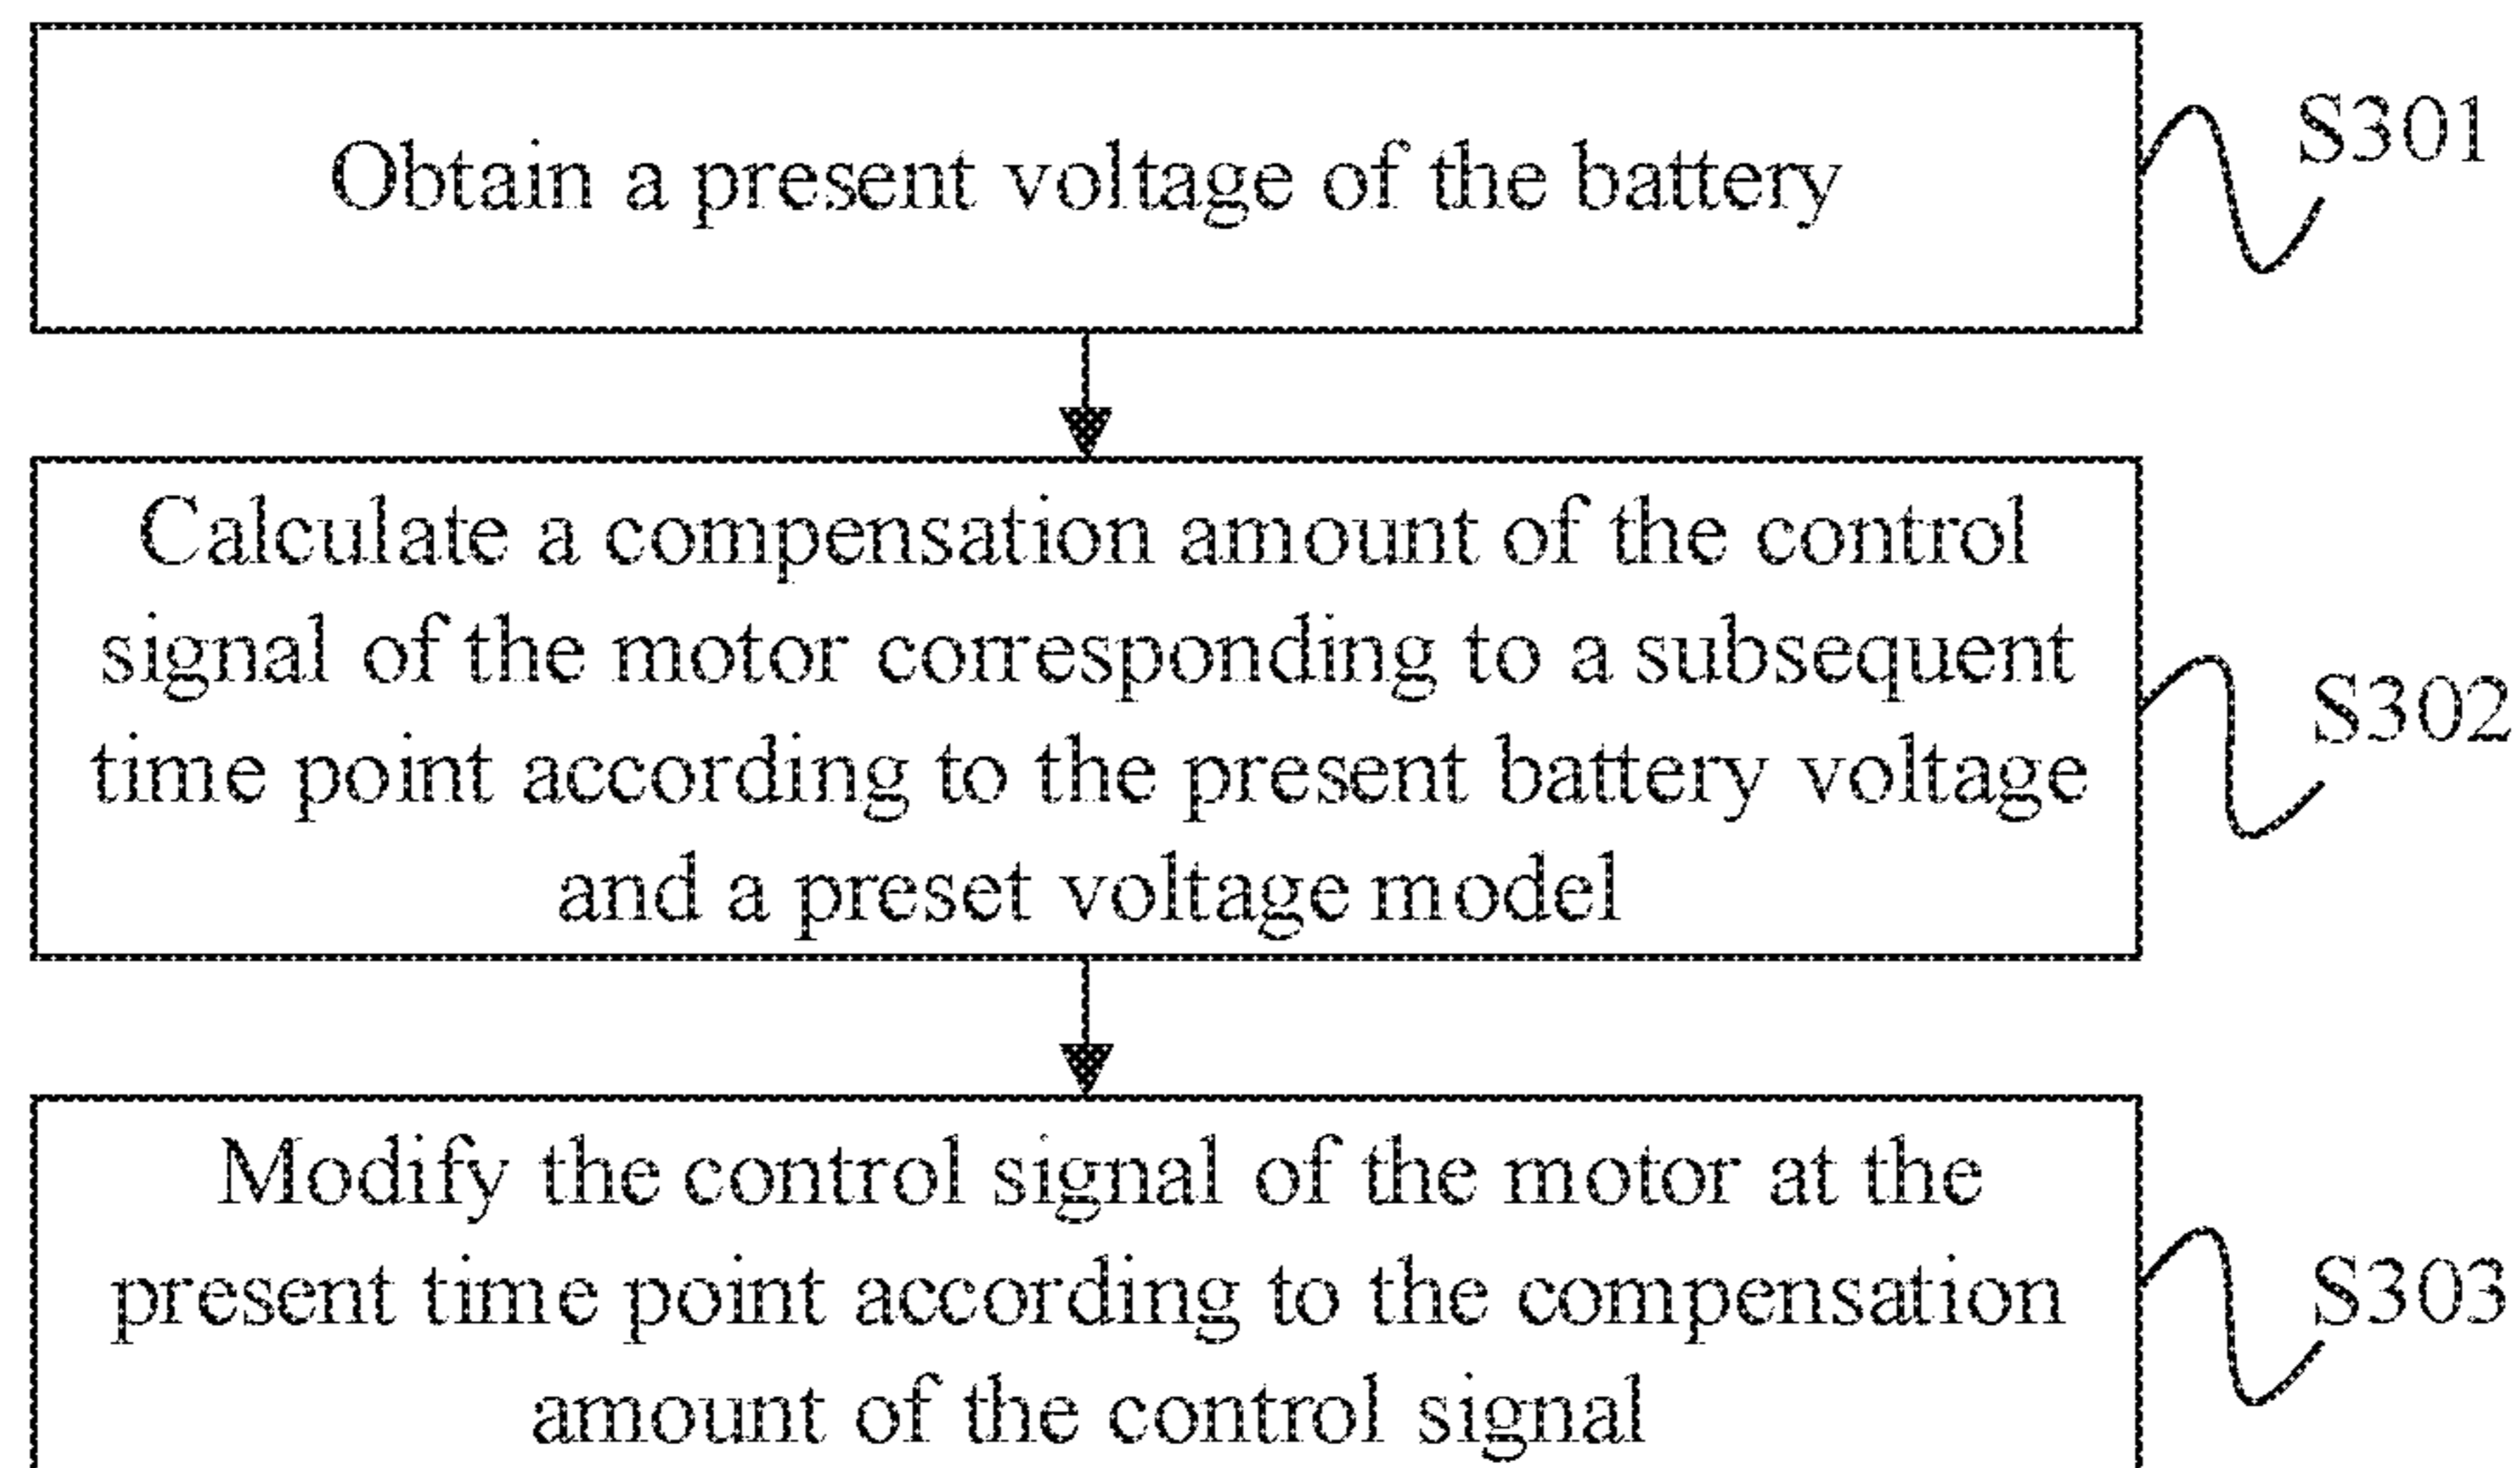 Obtain a present voltage of the battery
S301
Calculate a compensation amount of the control
signal of the motor corresponding to a subsequent
time point according to the present battery voltage
and a preset voltage model
S302
Modify the control signal of the motor at the
present time point according to the compensation
amount of the control signal
S303